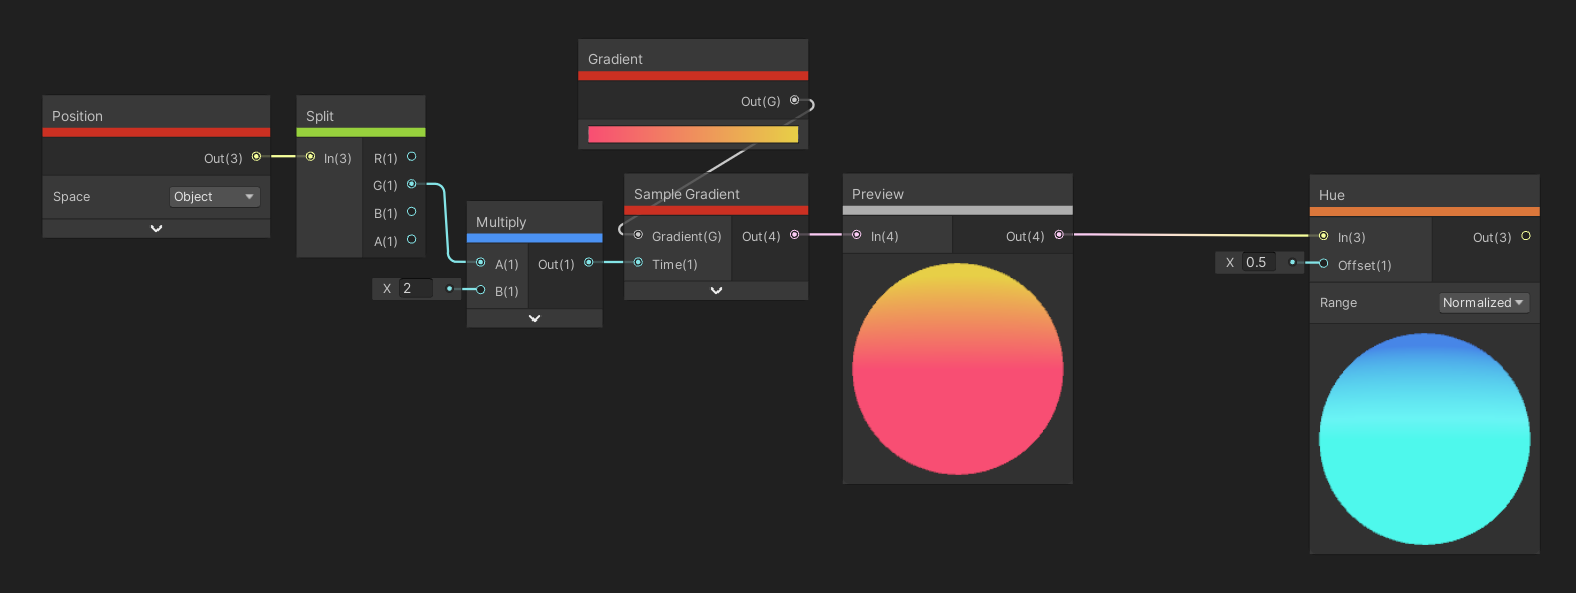 Position
Out(3)
Space
Object
Split
In(3)
R(1)
G(1)
B(1)
A(1)
X 2
Multiply
A(1)
Out(1)
B(1)
Gradient
Out(G)
Sample Gradient
Gradient(G)
Out(4)
Time(1)
Preview
In(4)
Out(4)
X 0.5
Hue
In(3)
Out(3)
Offset(1)
Range
Normalized